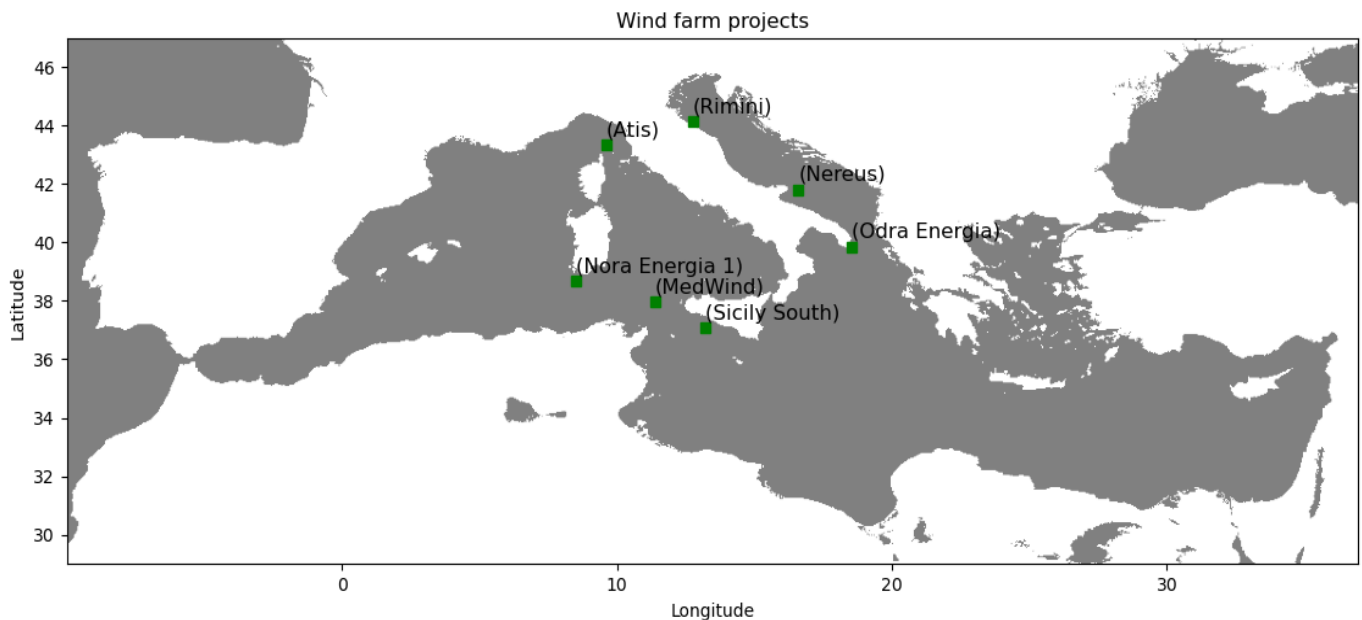 Wind farm projects
46
44
42
40
38
36
34
32
30
Latitude
(Rimini)
(Atis)
(Nereus)
(Odra Energia)
(Nora Energia 1)
(MedWind)
(Sicily South)
0
10
20
30
Longitude